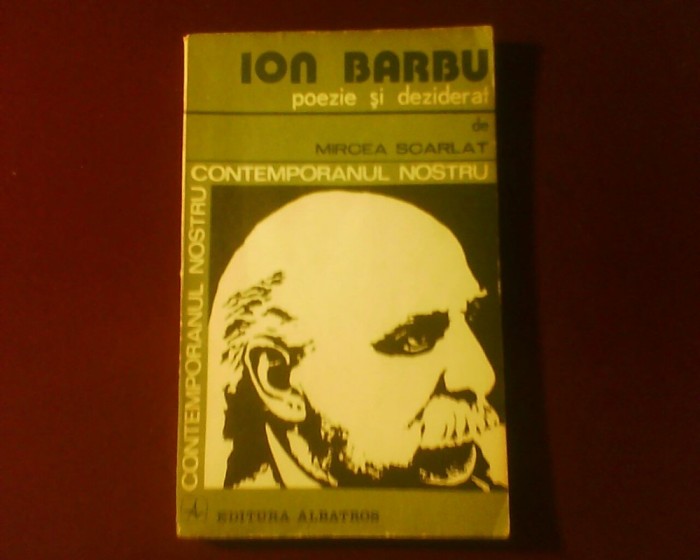 ION BARBU
poezie și deziderat
de
MIRCEA SCARLAT
CONTEMPORANUL NOSTRU
CONTEMPORANUL NOSTRU
EDITURA ALBATROS